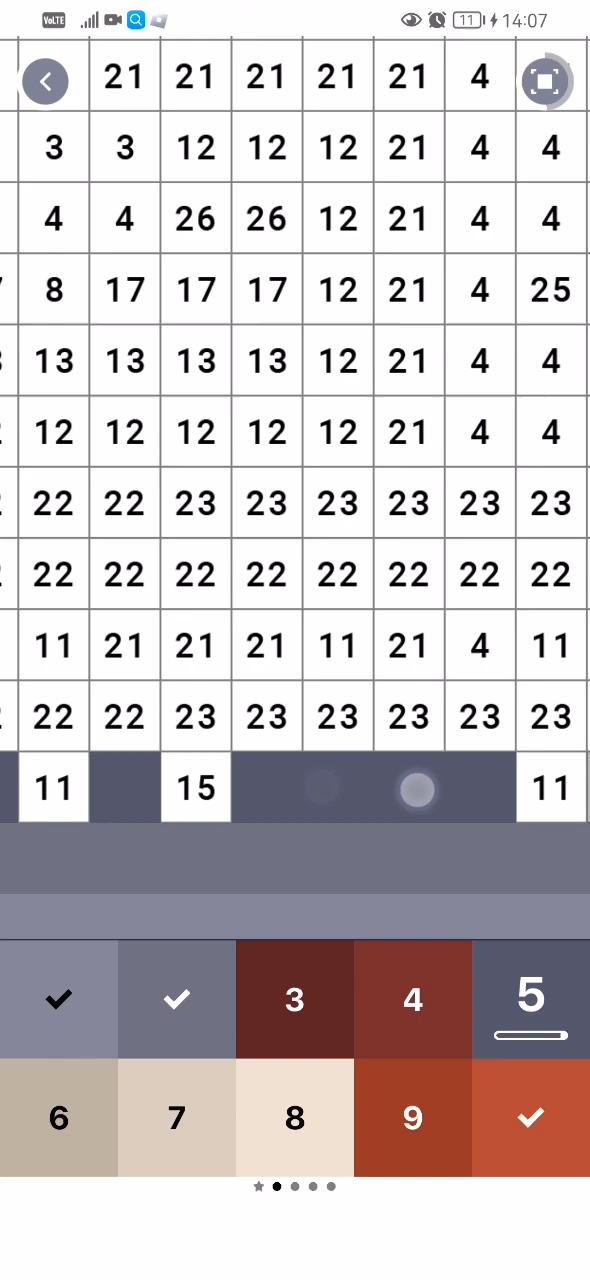 VoLTE 11 14:07
21 21 21 21 21 4
3 3 12 12 12 21 4 4
4 4 26 26 12 21 4 4
8 17 17 17 12 21 4 25
13 13 13 13 12 21 4 4
12 12 12 12 12 21 4 4
22 22 23 23 23 23 23 23
22 22 22 22 22 22 22 22
11 21 21 21 11 21 4 11
22 22 23 23 23 23 23 23
11 15 11
3 4 5
6 7 8 9